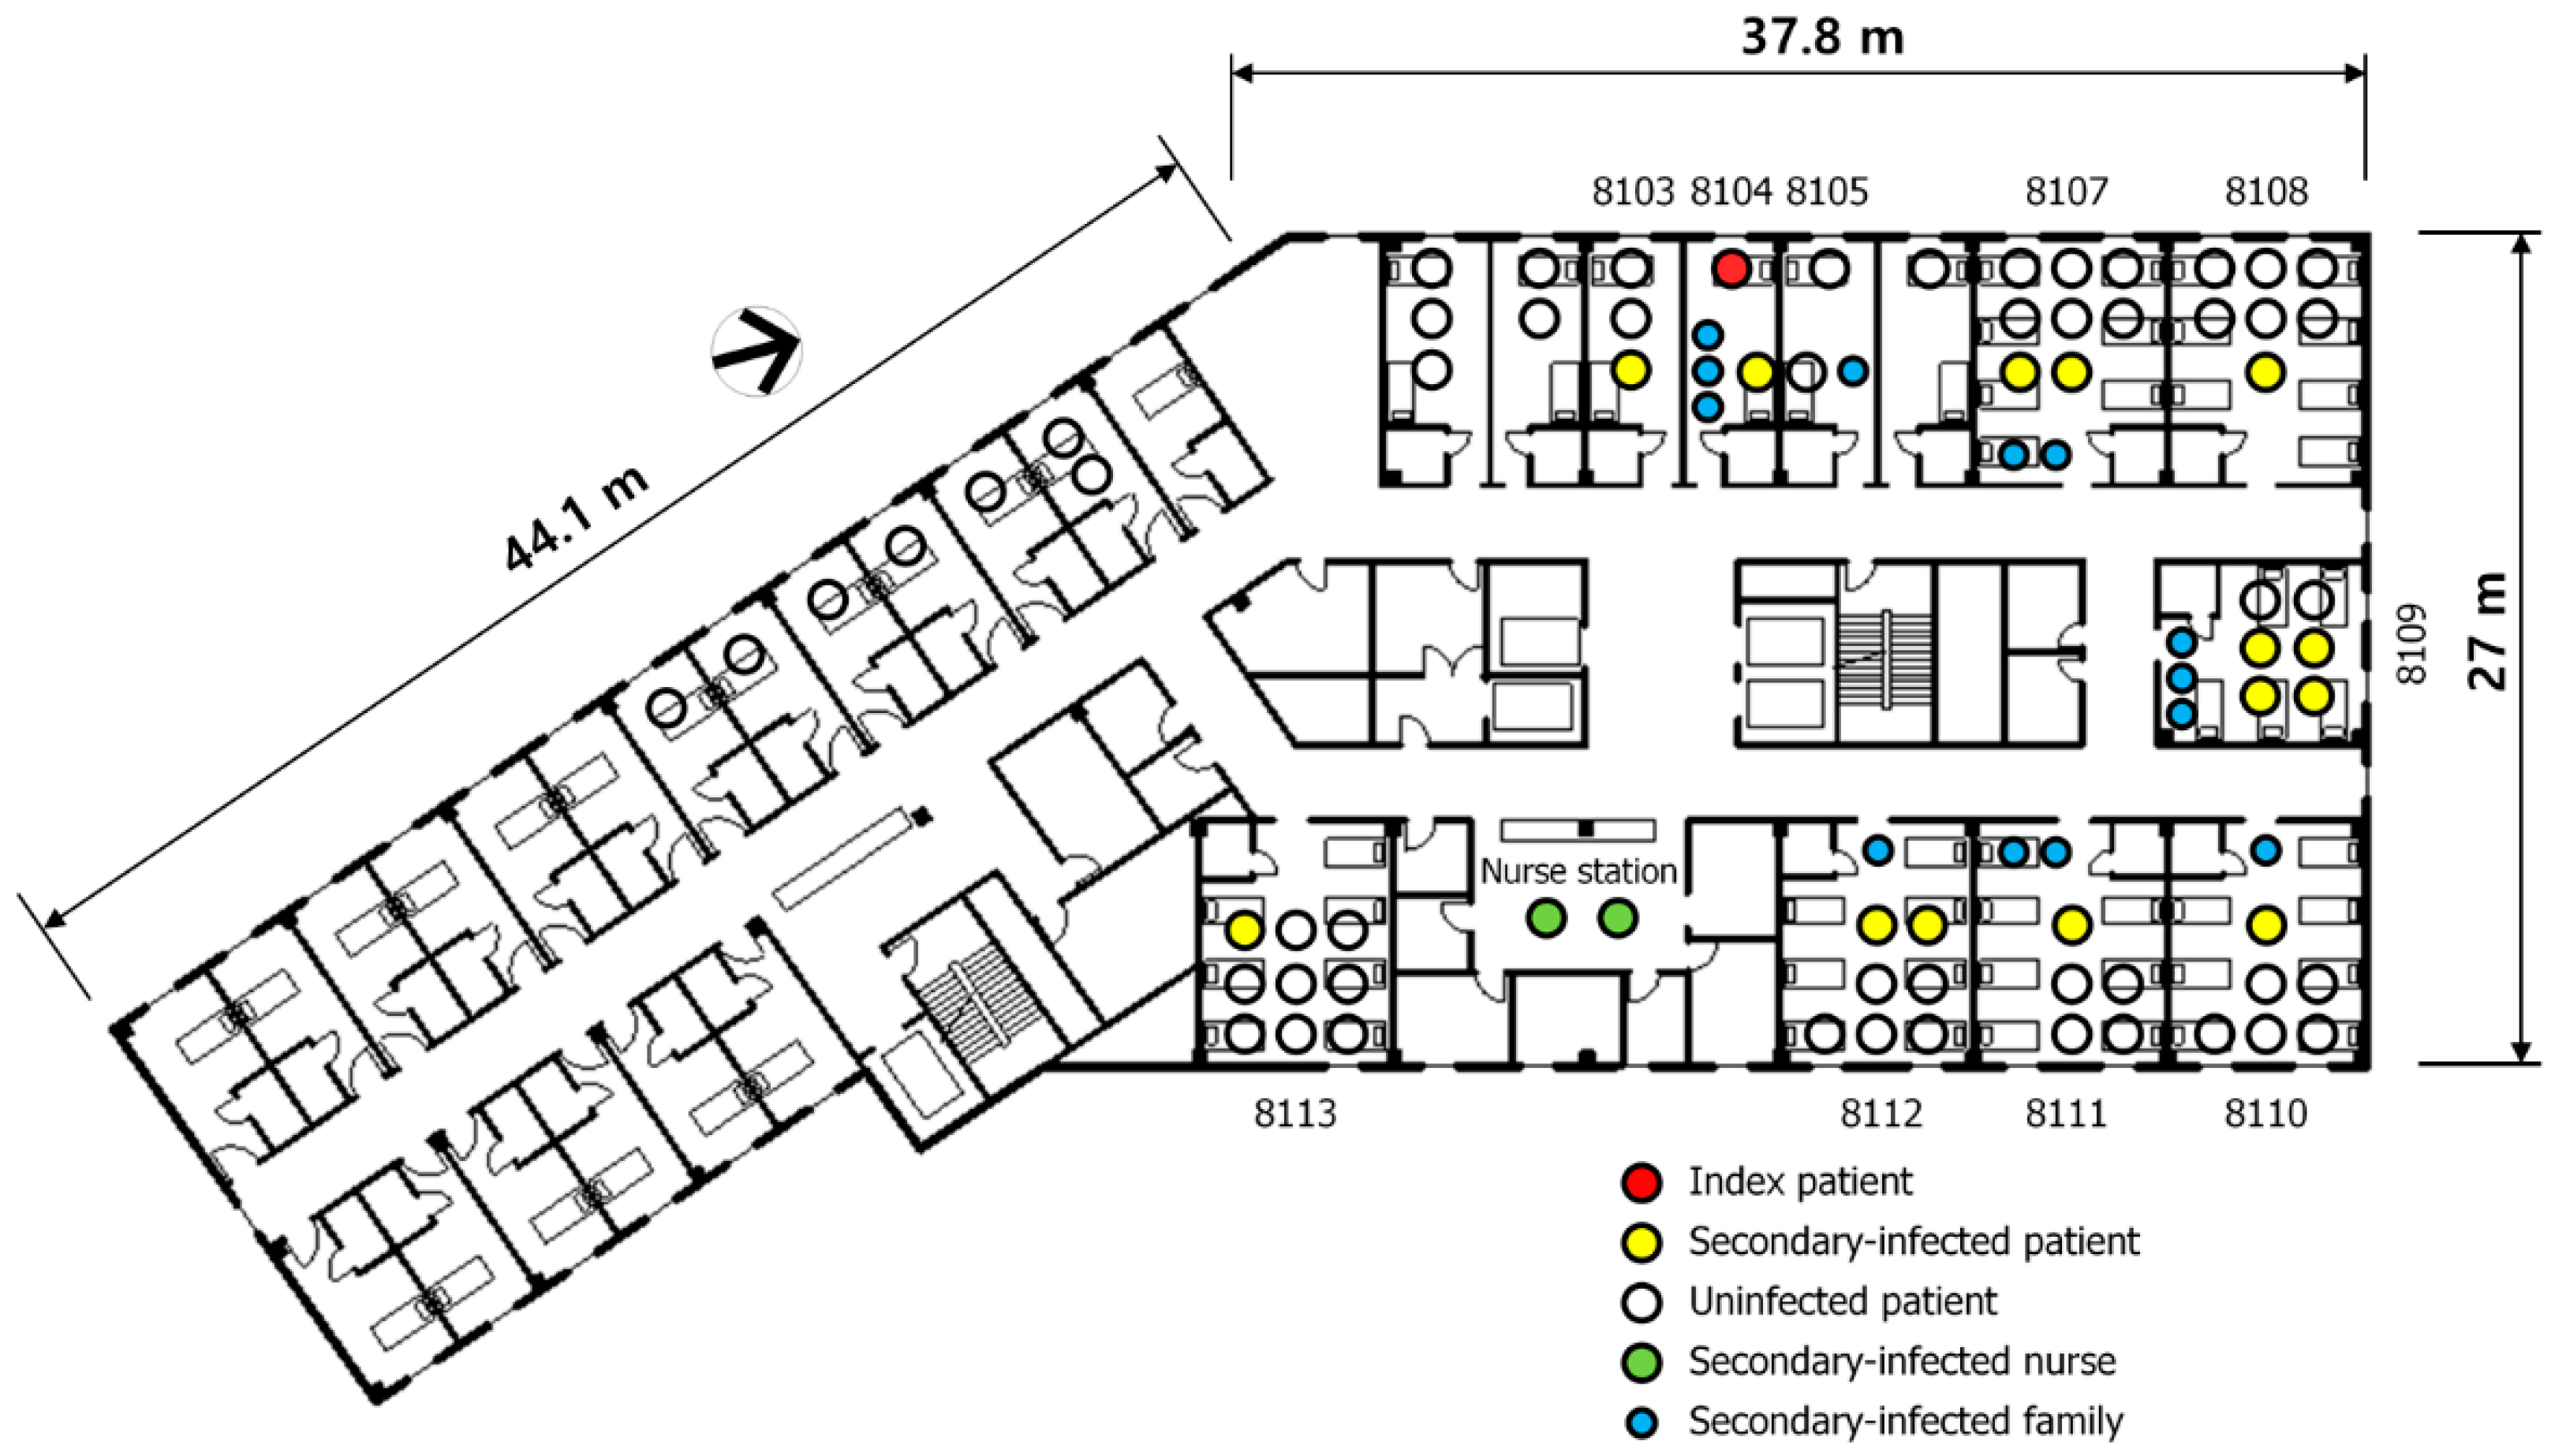 37.8 m
8103 8104 8105 8107 8108
44.1 m
8109
27 m
Nurse station
8113 8112 8111 8110
Index patient
Secondary-infected patient
Uninfected patient
Secondary-infected nurse
Secondary-infected family